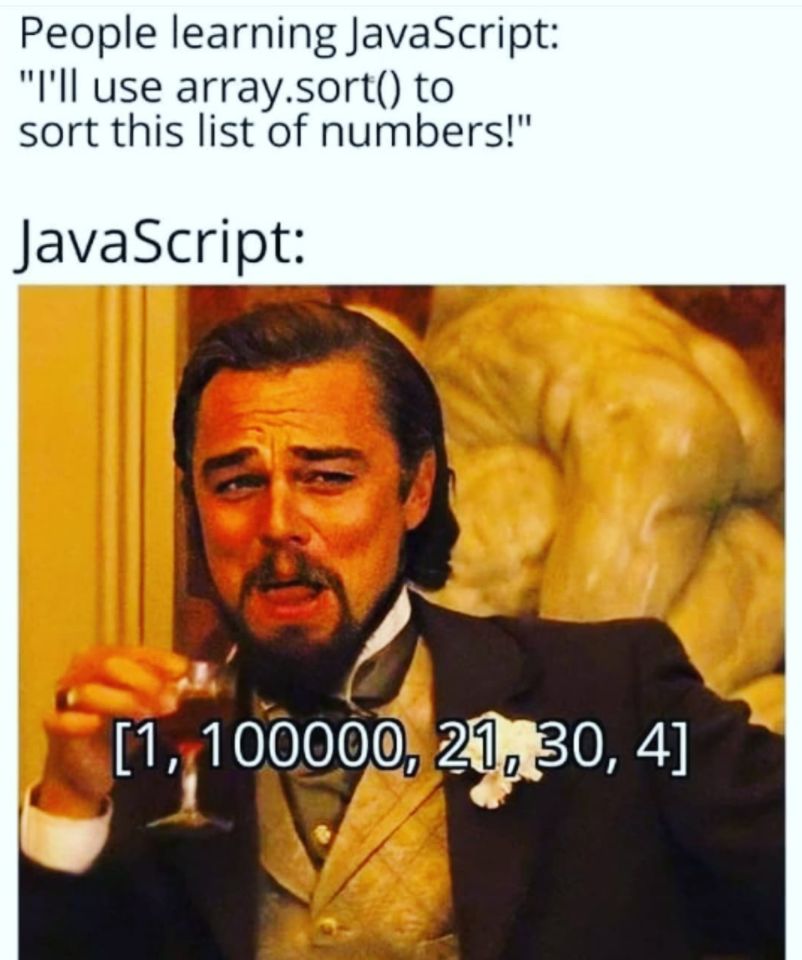 People learning JavaScript:
"I'll use array.sort() to
sort this list of numbers!"
JavaScript:
[1, 100000, 21, 30, 4]